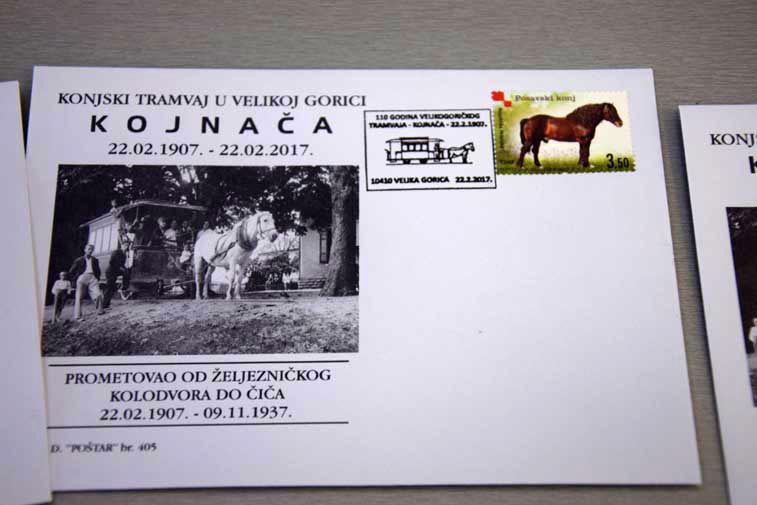 KONJSKI TRAMVAJ U VELIKOJ GORICI
KOJNAČA
22.02.1907. - 22.02.2017.
110 GODINA VELIKOGORIČKOG
TRAMVAJA - KOJNAČA - 22.2.1907.
10410 VELIKA GORICA 22.2.2017.
Posavski konj
3,50
PROMETOVAO OD ŽELJEZNIČKOG
KOLODVORA DO ČIČA
22.02.1907. - 09.11.1937.
D. "POŠTAR" br. 405
KONJ
K
22